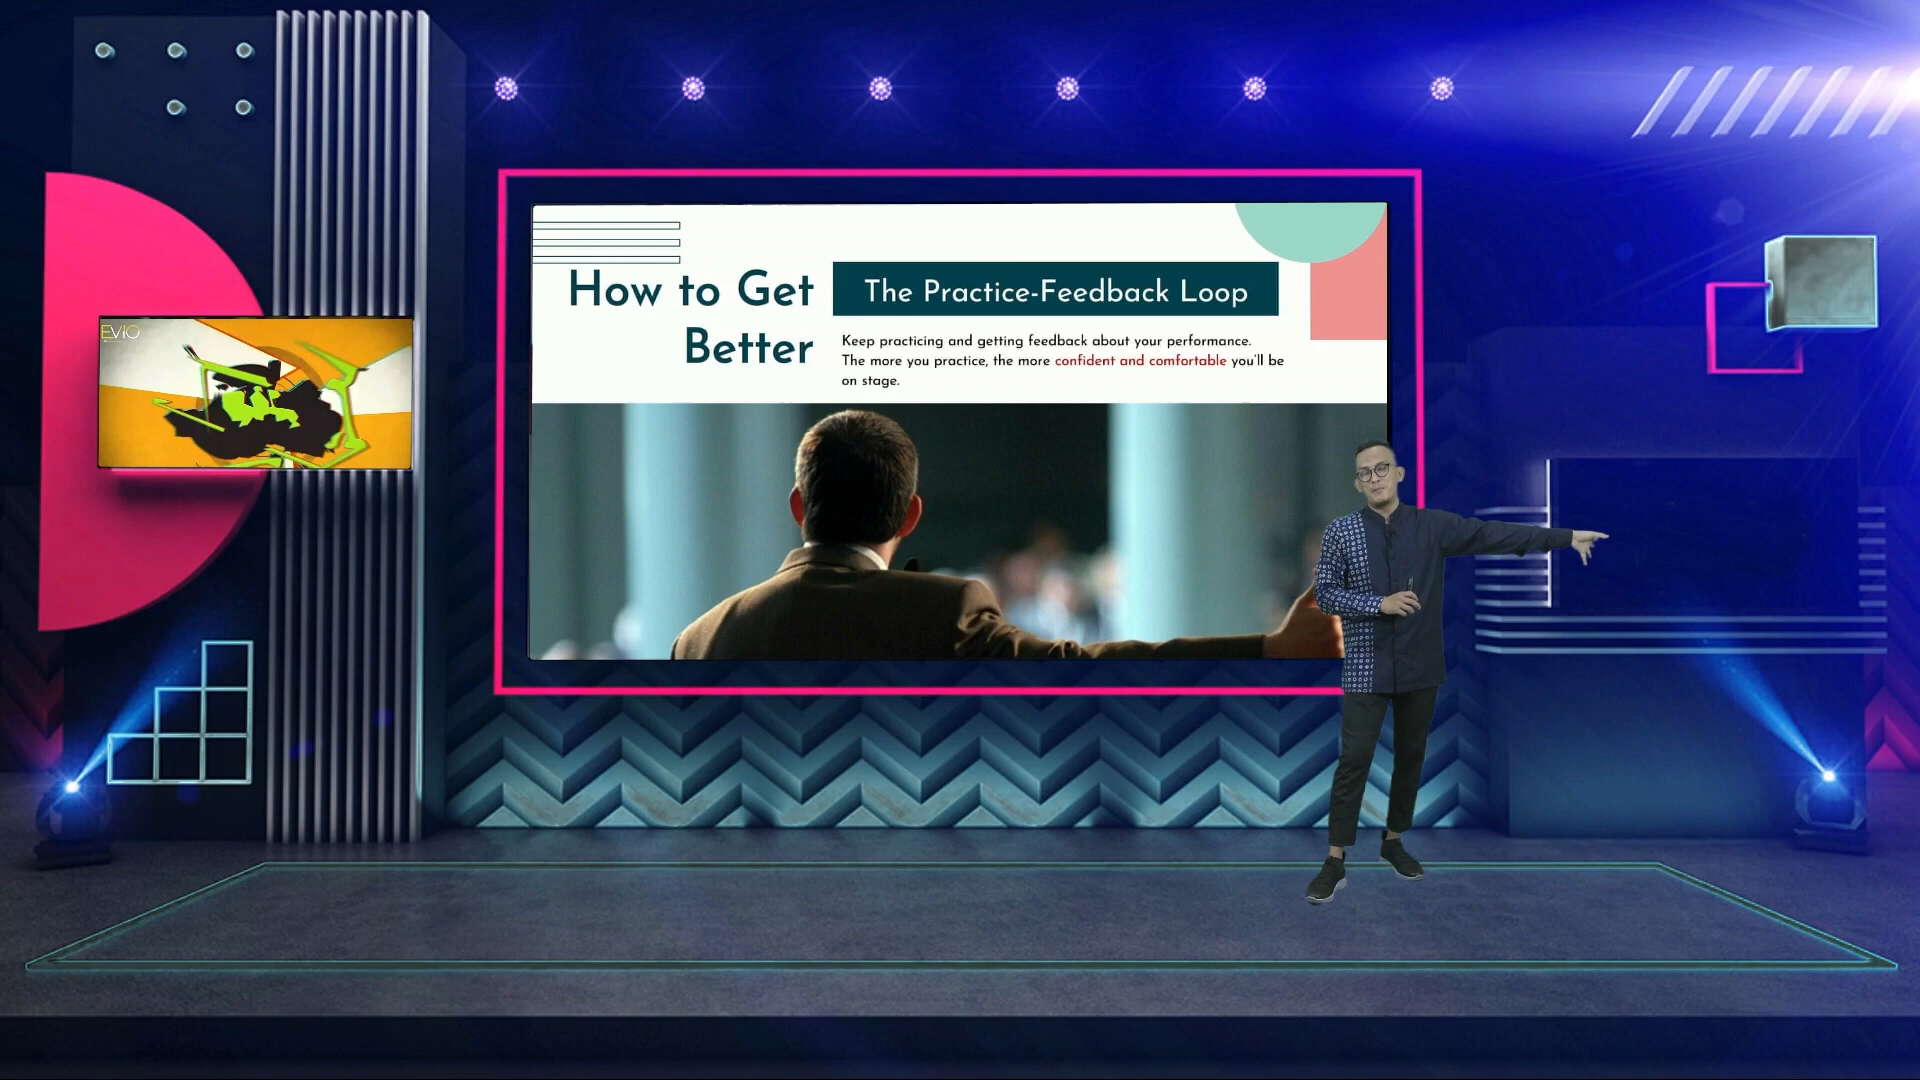 How to Get
Better
The Practice-Feedback Loop
Keep practicing and getting feedback about your performance.
The more you practice, the more confident and comfortable you'll be
on stage.
EVIO